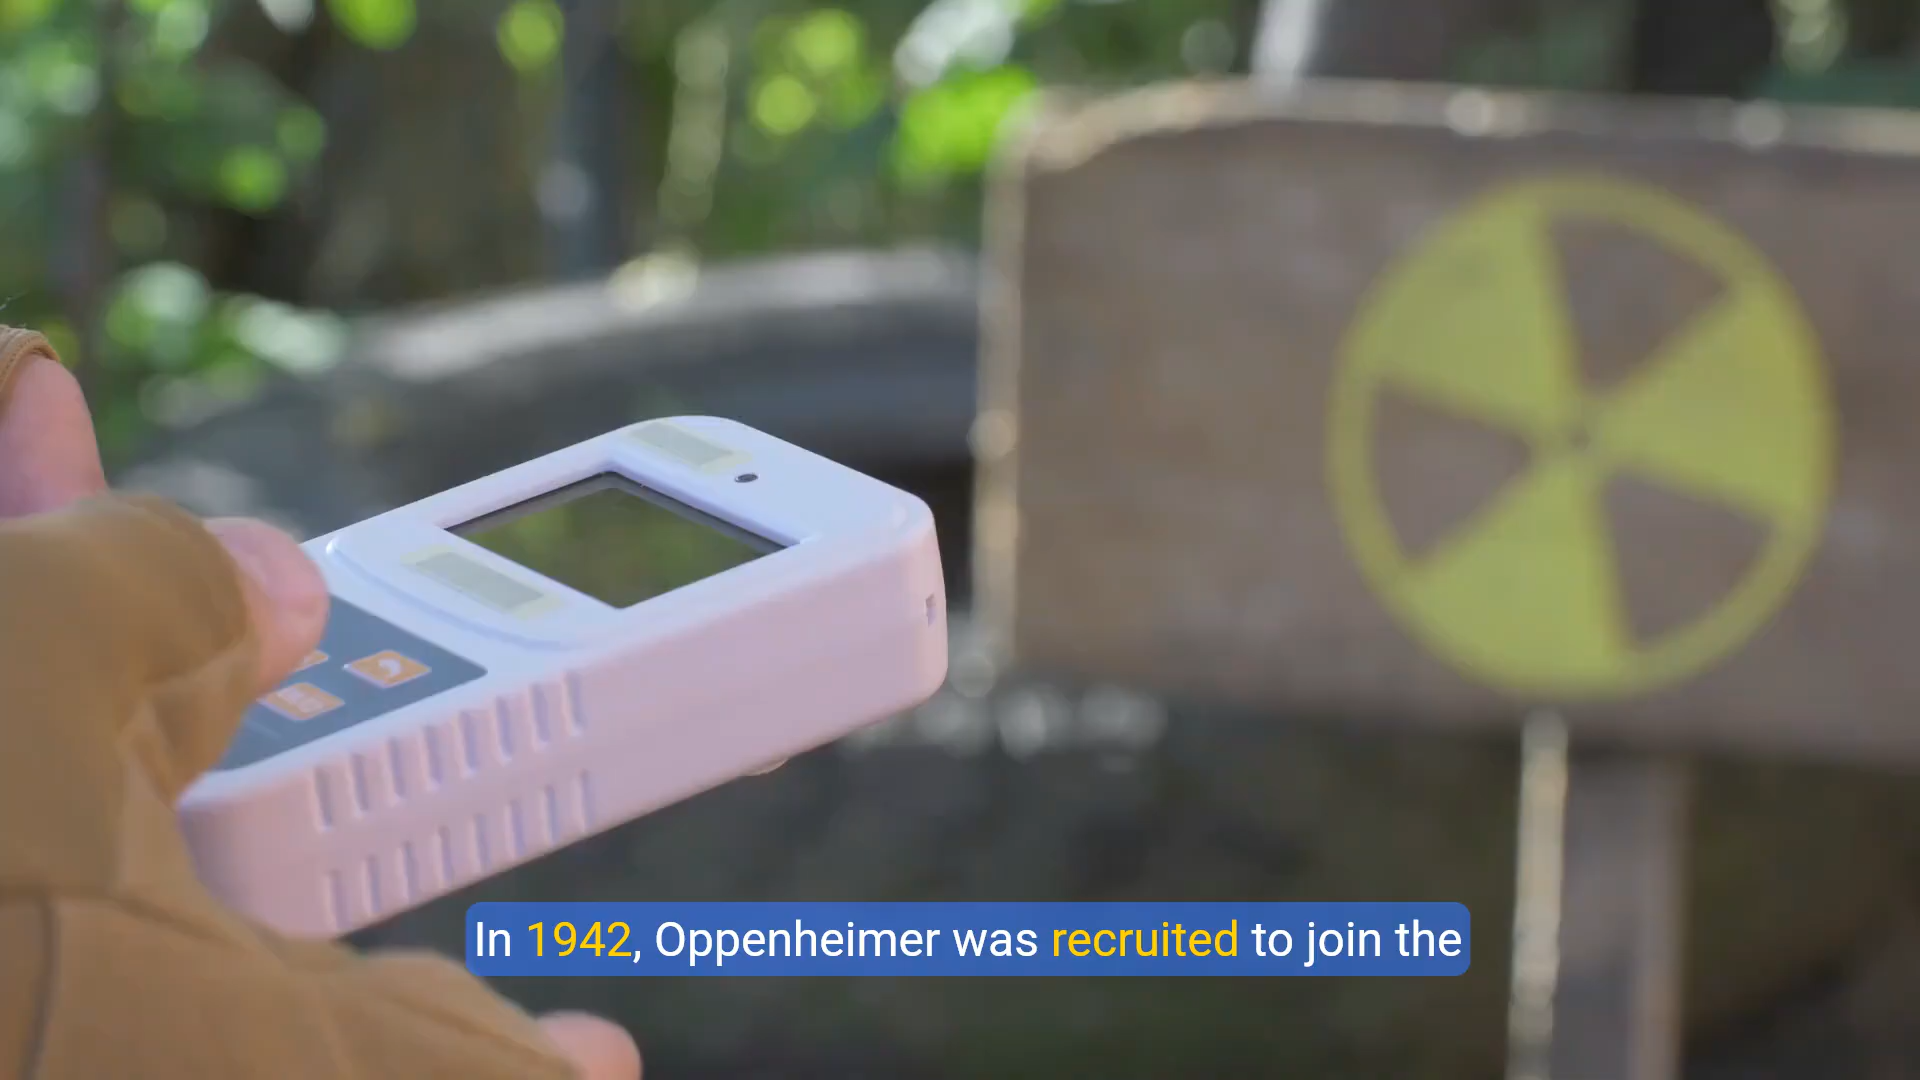 In 1942, Oppenheimer was recruited to join the